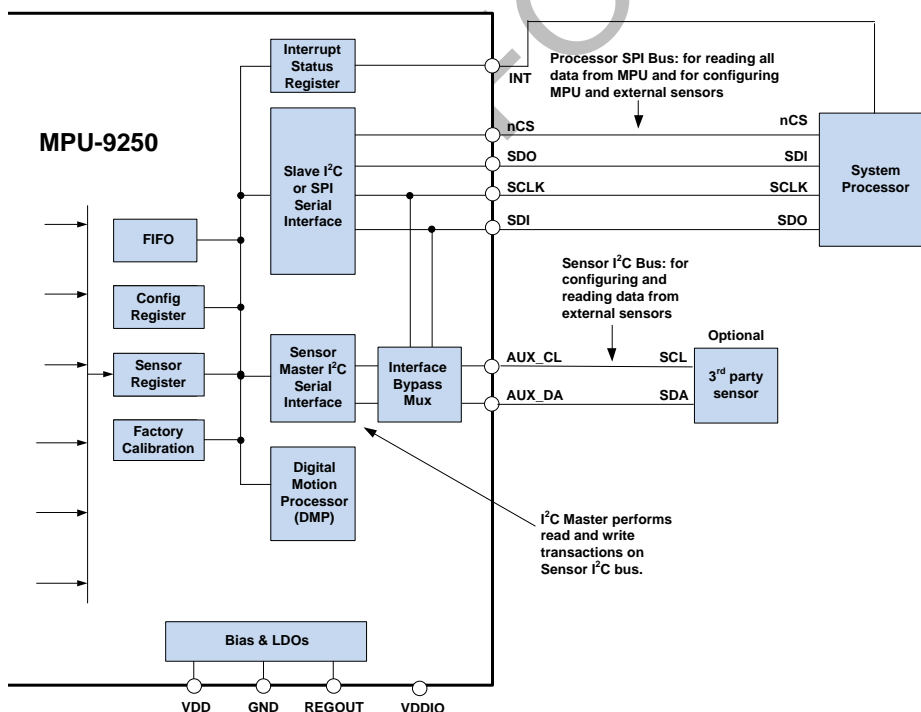 MPU-9250
Interrupt
Status
Register
Slave I²C
or SPI
Serial
Interface
FIFO
Config
Register
Sensor
Register
Factory
Calibration
Sensor
Master I²C
Serial
Interface
Interface
Bypass
Mux
Digital
Motion
Processor
(DMP)
Bias & LDOs
VDD
GND
REGOUT
VDDIO
INT
nCS
SDO
SCLK
SDI
AUX_CL
AUX_DA
Processor SPI Bus: for reading all
data from MPU and for configuring
MPU and external sensors
nCS
SDI
SCLK
SDO
System
Processor
Sensor I²C Bus: for
configuring and
reading data from
external sensors
SCL
SDA
Optional
3rd party
sensor
I²C Master performs
read and write
transactions on
Sensor I²C bus.